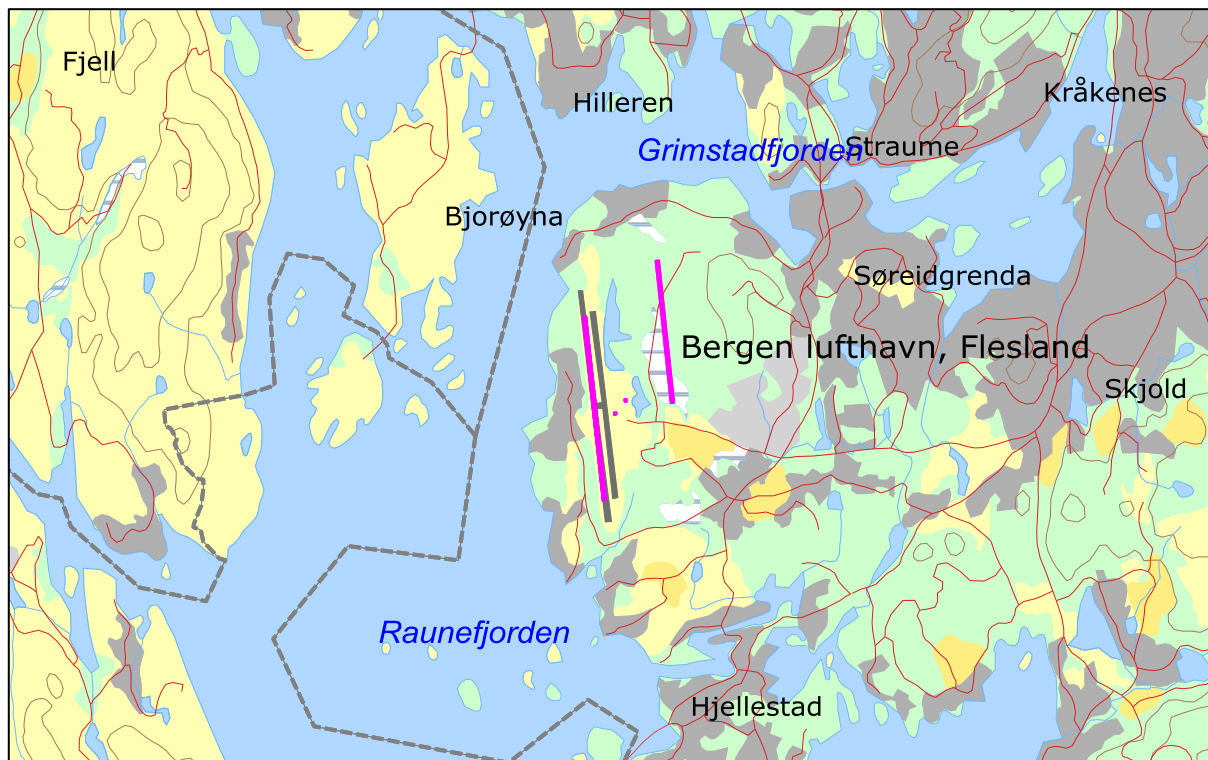 Fjell
Kråkenes
Hilleren
Grimstadfjorden
Straume
Bjorøyna
Søreidgrenda
Bergen lufthavn, Flesland
Skjold
Raunefjorden
Hjellestad